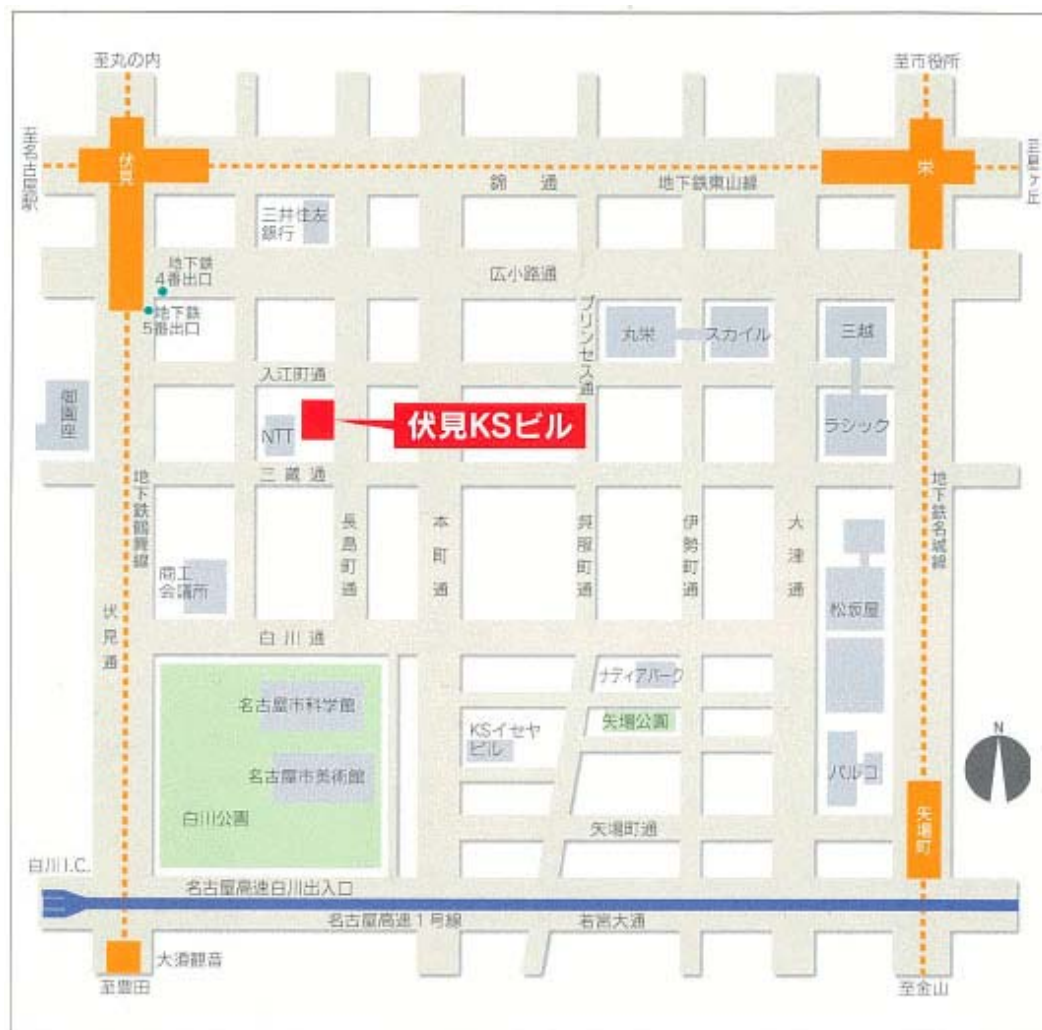 至丸の内
至市役所
至名古屋駅
伏見
栄
至星ヶ丘
錦通
地下鉄東山線
三井住友
銀行
地下鉄
4番出口
広小路通
地下鉄
5番出口
プリンセス通
丸栄
スカイル
三越
入江町通
御園座
NTT
伏見KSビル
ラシック
三蔵通
地下鉄鶴舞線
長島町通
本町通
呉服町通
伊勢町通
大津通
地下鉄名城線
商工
会議所
松坂屋
伏見通
白川通
ナディアパーク
名古屋市科学館
矢場公園
KSイセヤ
ビル
N
名古屋市美術館
パルコ
白川公園
矢場町通
矢場町
白川I.C.
名古屋高速白川出入口
名古屋高速1号線
若宮大通
大須観音
至豊田
至金山